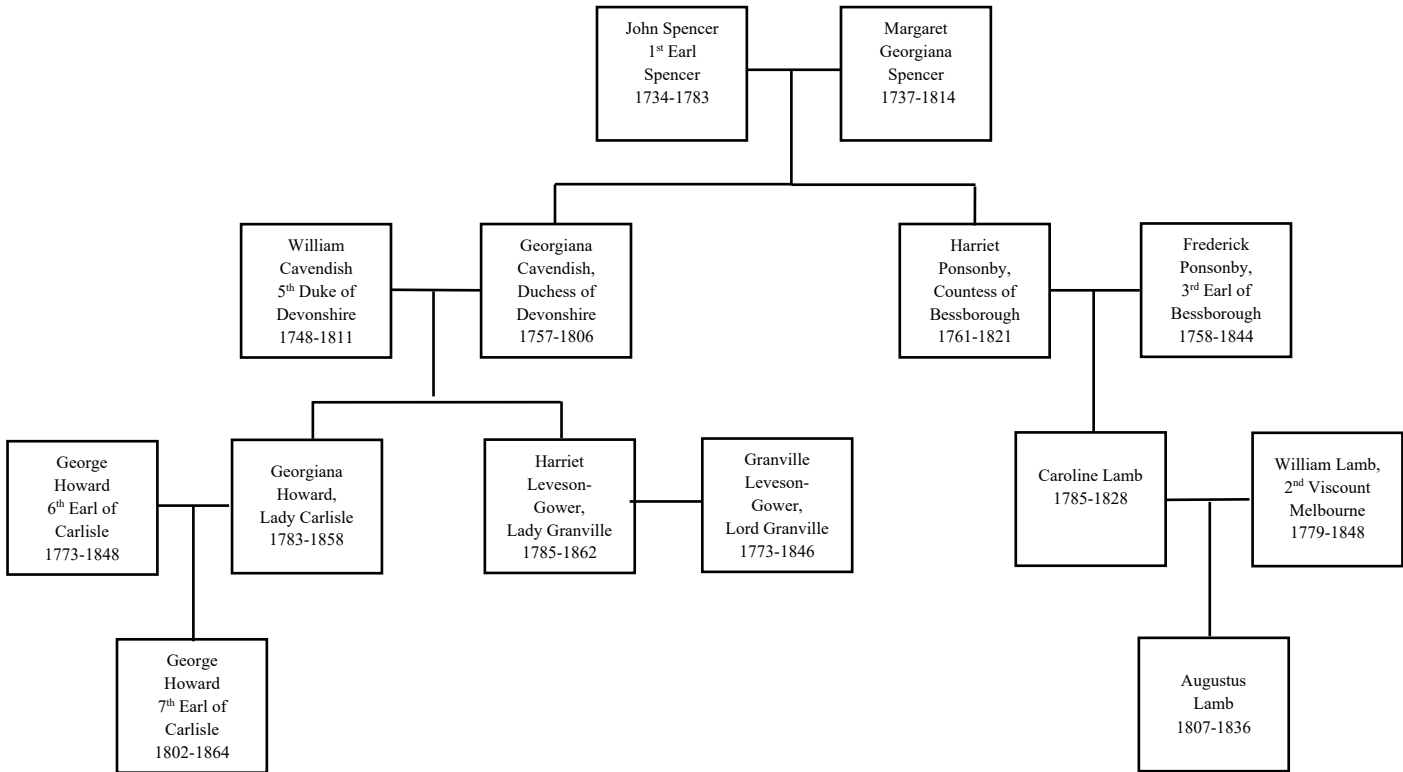 John Spencer
1st Earl
Spencer
1734-1783
Margaret
Georgiana
Spencer
1737-1814
William
Cavendish
5th Duke of
Devonshire
1748-1811
Georgiana
Cavendish,
Duchess of
Devonshire
1757-1806
Harriet
Ponsonby,
Countess of
Bessborough
1761-1821
Frederick
Ponsonby,
3rd Earl of
Bessborough
1758-1844
George
Howard
6th Earl of
Carlisle
1773-1848
Georgiana
Howard,
Lady Carlisle
1783-1858
Harriet
Leveson-
Gower,
Lady Granville
1785-1862
Granville
Leveson-
Gower,
Lord Granville
1773-1846
Caroline Lamb
1785-1828
William Lamb,
2nd Viscount
Melbourne
1779-1848
George
Howard
7th Earl of
Carlisle
1802-1864
Augustus
Lamb
1807-1836